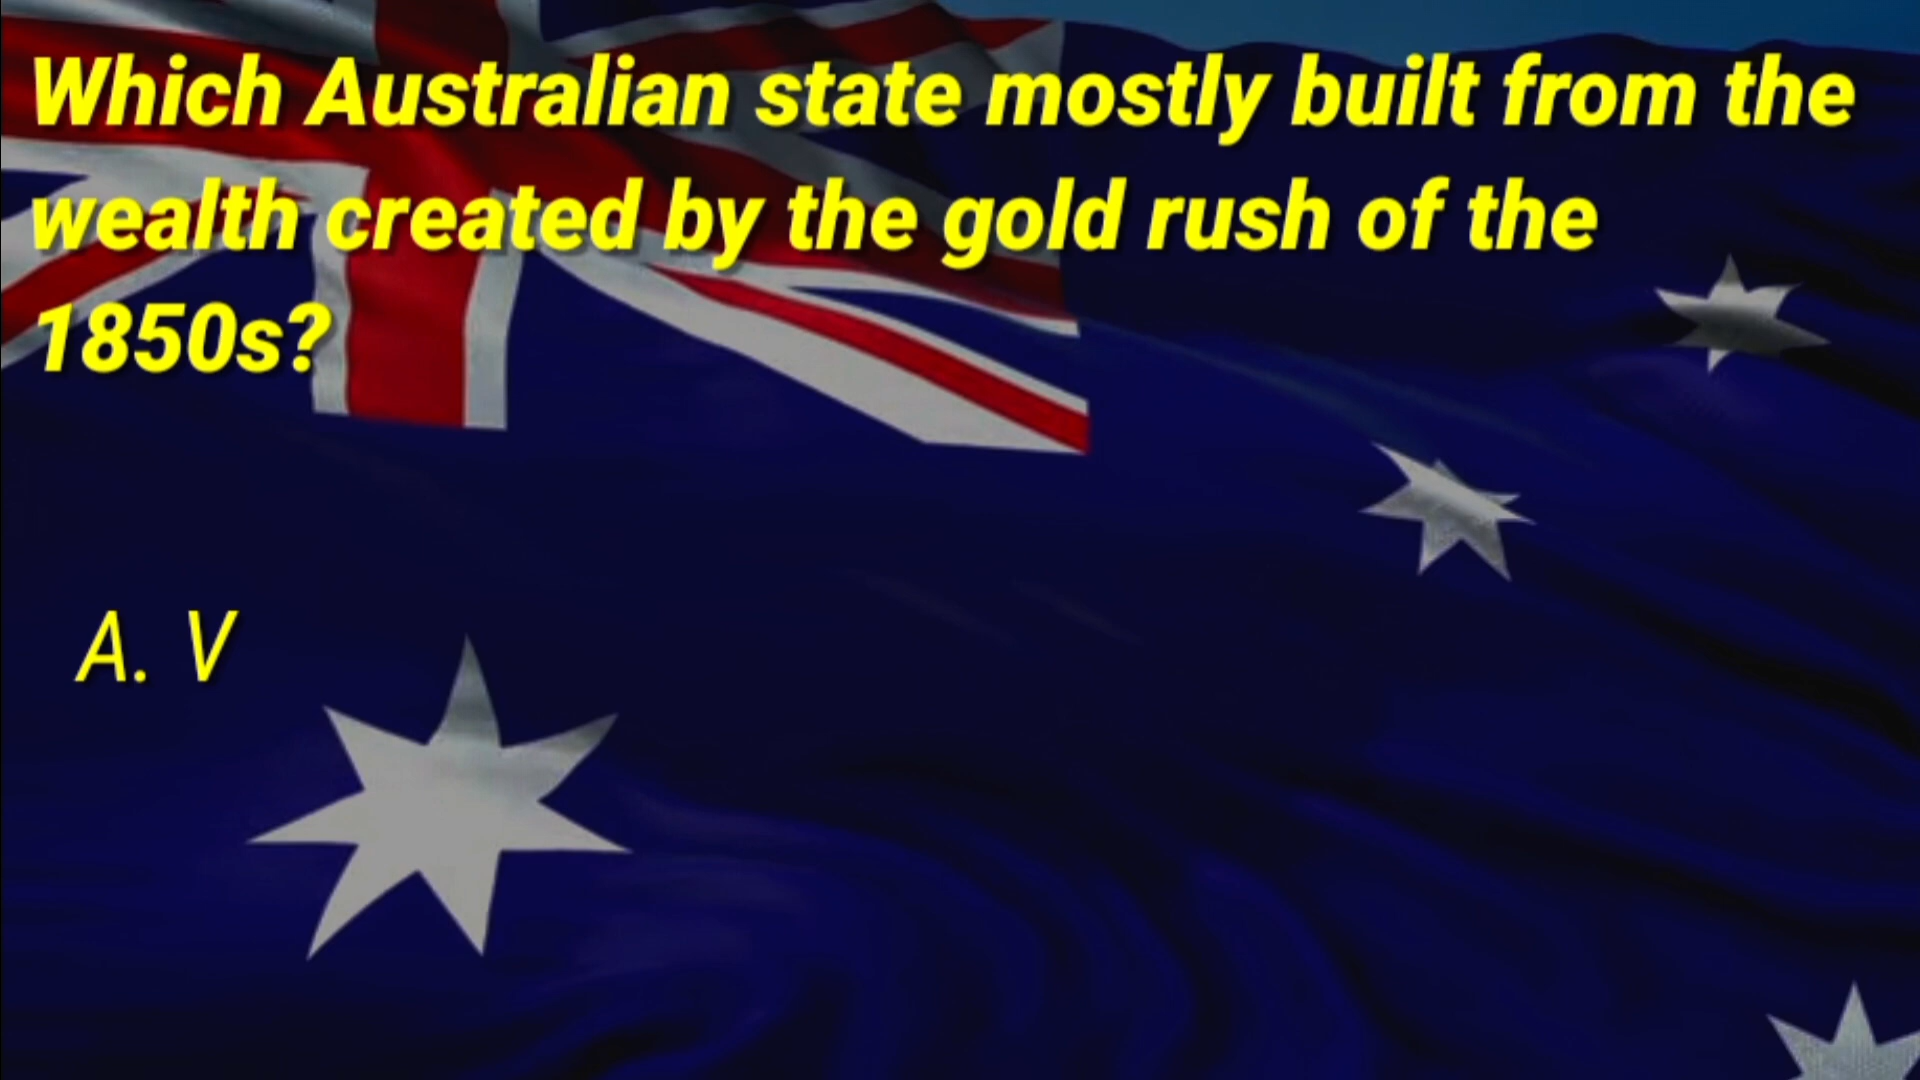 Which Australian state mostly built from the
wealth created by the gold rush of the
1850s?
A. V